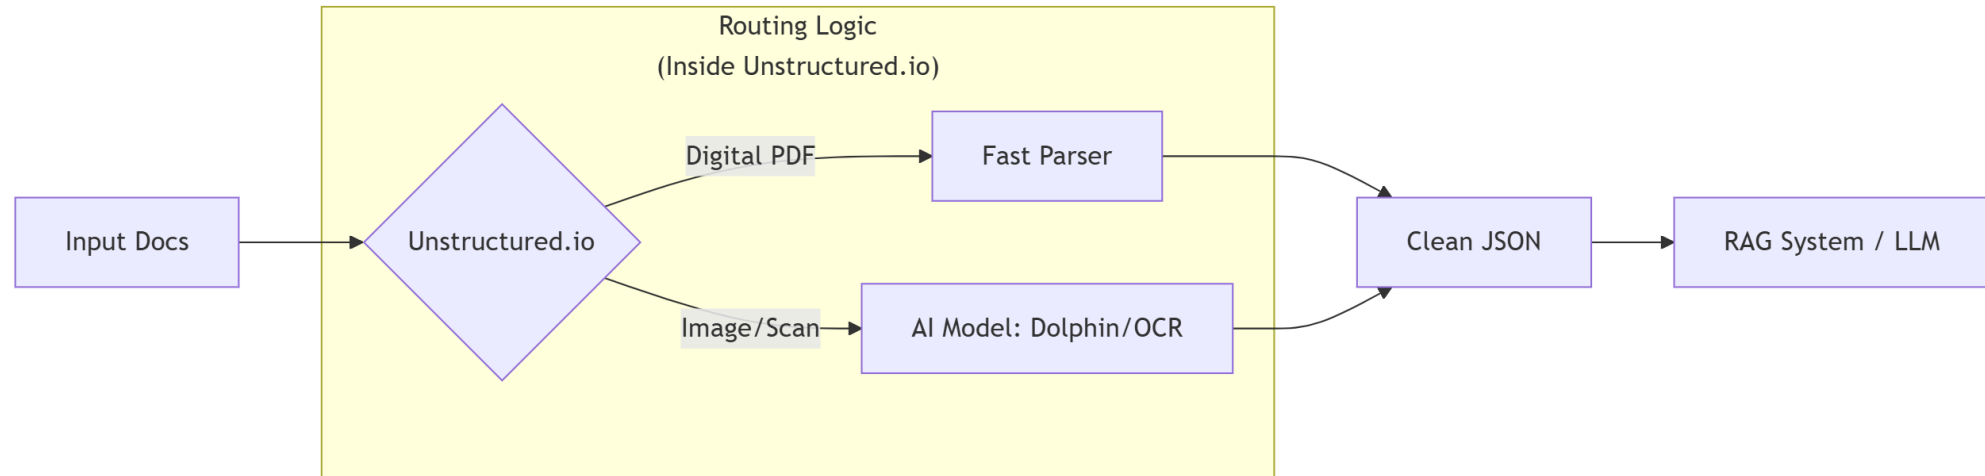 Routing Logic
(Inside Unstructured.io)
Digital PDF
Fast Parser
Input Docs
Unstructured.io
Clean JSON
RAG System / LLM
Image/Scan
AI Model: Dolphin/OCR